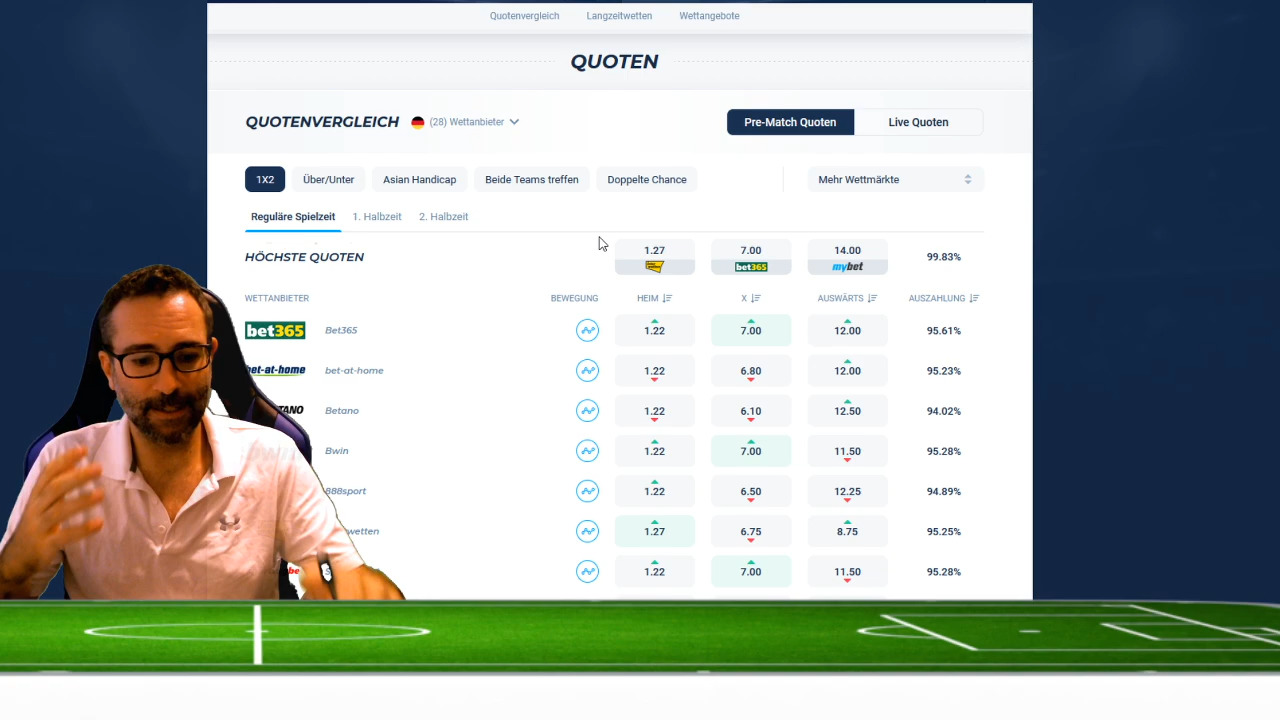 Quotenvergleich Langzeitwetten Wettangebote
QUOTEN
QUOTENVERGLEICH (28) Wettanbieter Pre-Match Quoten Live Quoten
1X2 Über/Unter Asian Handicap Beide Teams treffen Doppelte Chance Mehr Wettmärkte
Reguläre Spielzeit 1. Halbzeit 2. Halbzeit
HÖCHSTE QUOTEN 1.27 7.00 14.00 99.83%
bet365 mybet
WETTANBIETER BEWEGUNG HEIM X AUSWÄRTS AUSZAHLUNG
bet365 Bet365 1.22 7.00 12.00 95.61%
bet-at-home bet-at-home 1.22 6.80 12.00 95.23%
TANO Betano 1.22 6.10 12.50 94.02%
Bwin 1.22 7.00 11.50 95.28%
888sport 1.22 6.50 12.25 94.89%
wetten 1.27 6.75 8.75 95.25%
be 1.22 7.00 11.50 95.28%